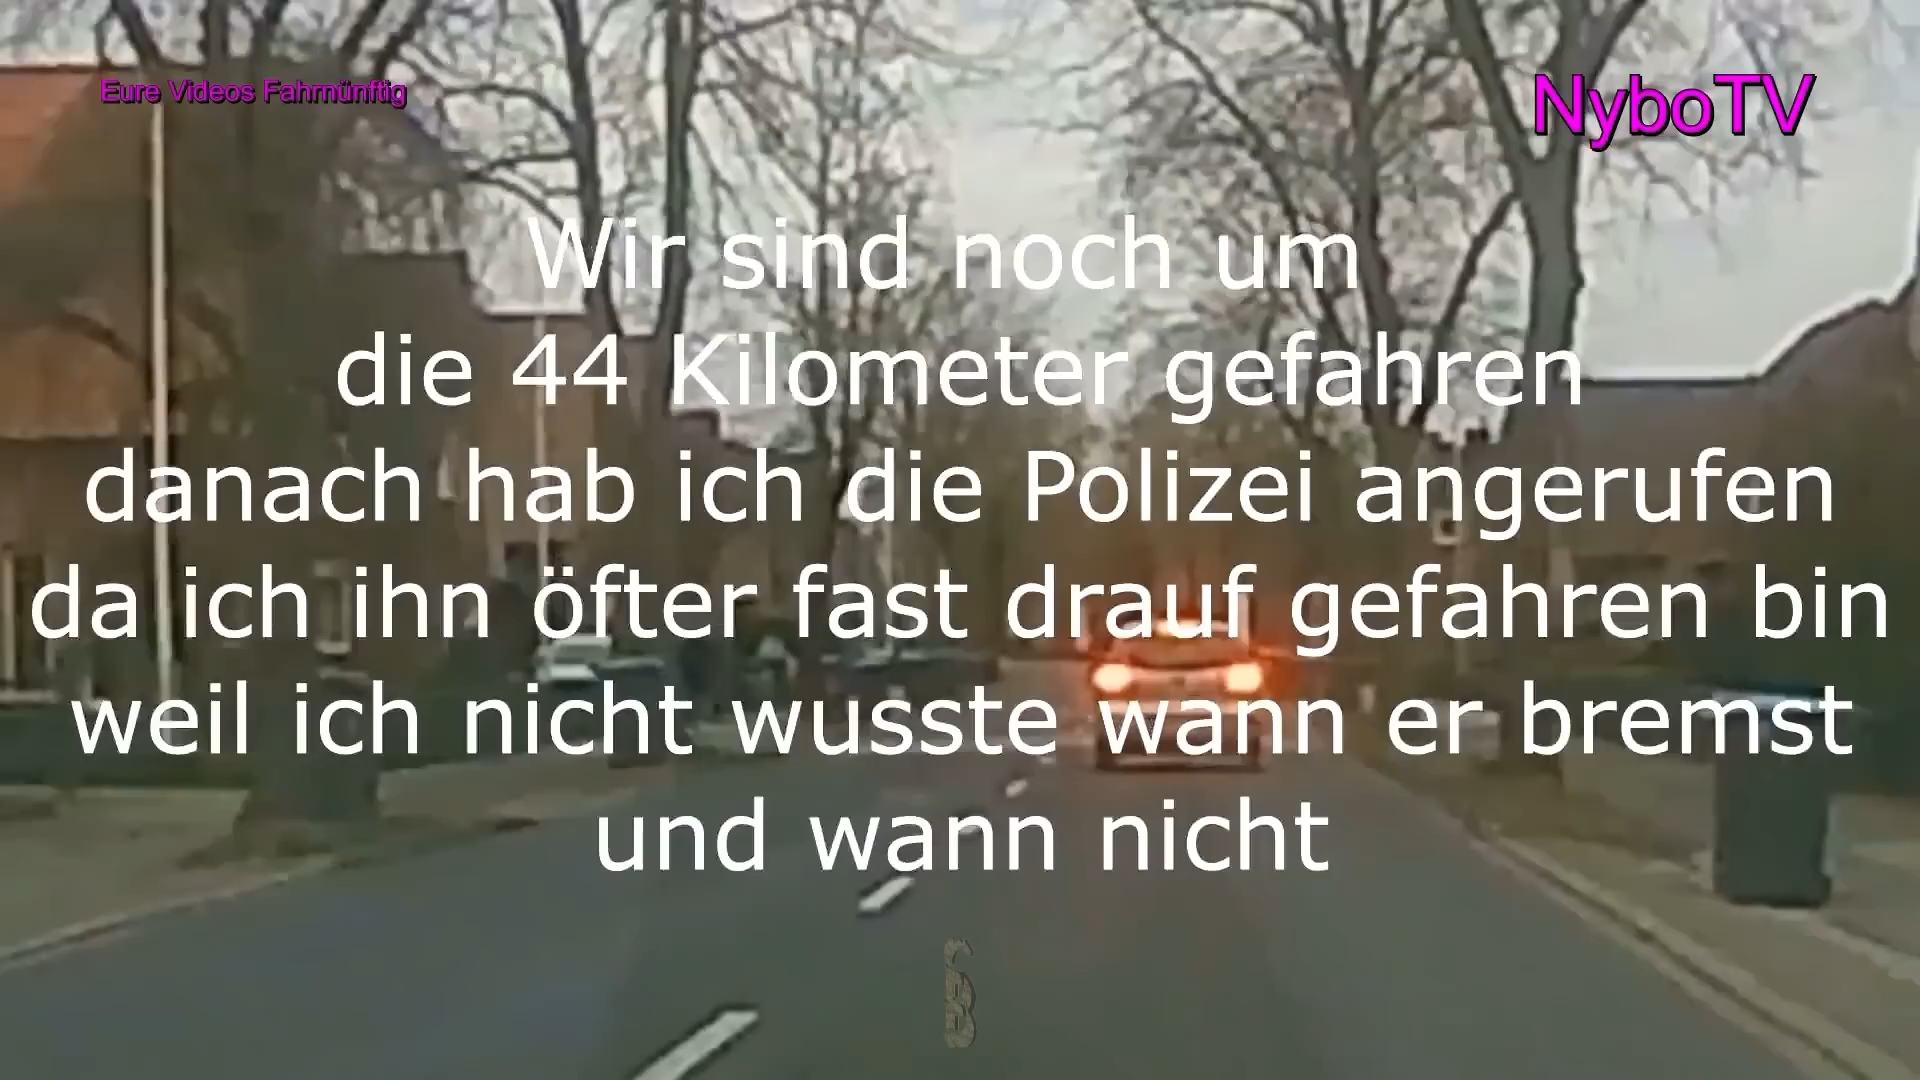 Eure Videos Fahrnünftig
NyboTV
Wir sind noch um
die 44 Kilometer gefahren
danach hab ich die Polizei angerufen
da ich ihn öfter fast drauf gefahren bin
weil ich nicht wusste wann er bremst
und wann nicht